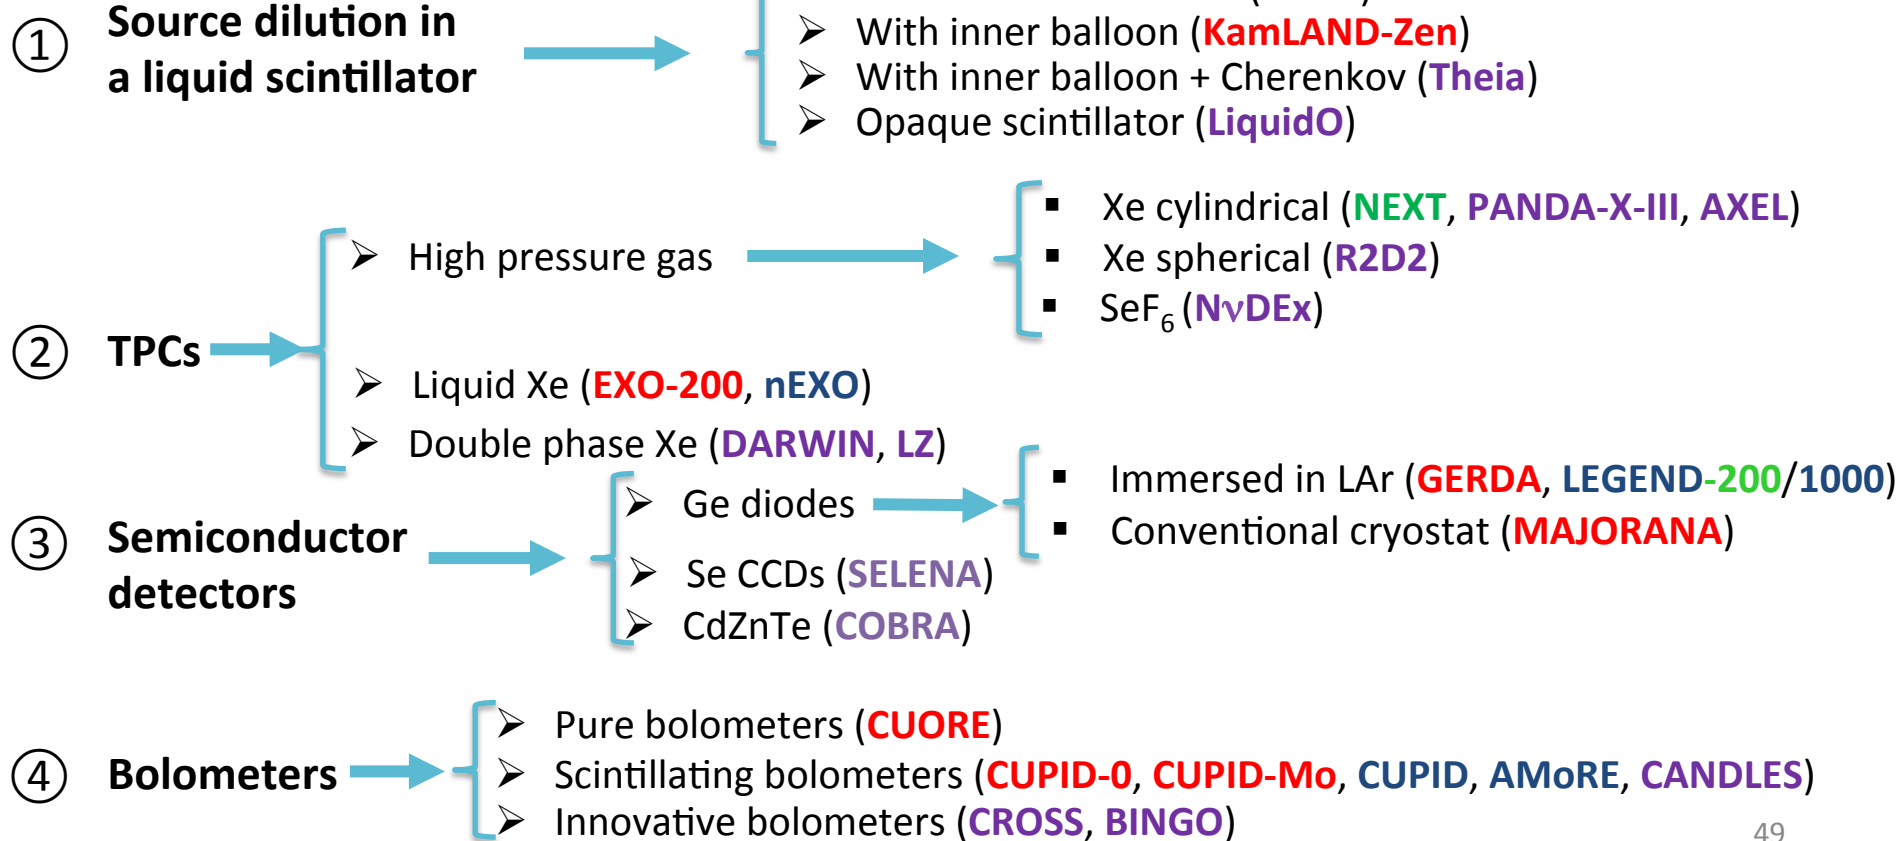 ① Source dilution in
a liquid scintillator
➢ With inner balloon (KamLAND-Zen)
➢ With inner balloon + Cherenkov (Theia)
➢ Opaque scintillator (LiquidO)
② TPCs
➢ High pressure gas
▪ Xe cylindrical (NEXT, PANDA-X-III, AXEL)
▪ Xe spherical (R2D2)
▪ SeF₆ (NνDEx)
➢ Liquid Xe (EXO-200, nEXO)
➢ Double phase Xe (DARWIN, LZ)
③ Semiconductor
detectors
➢ Ge diodes
▪ Immersed in LAr (GERDA, LEGEND-200/1000)
▪ Conventional cryostat (MAJORANA)
➢ Se CCDs (SELENA)
➢ CdZnTe (COBRA)
④ Bolometers
➢ Pure bolometers (CUORE)
➢ Scintillating bolometers (CUPID-0, CUPID-Mo, CUPID, AMoRE, CANDLES)
➢ Innovative bolometers (CROSS, BINGO)
49